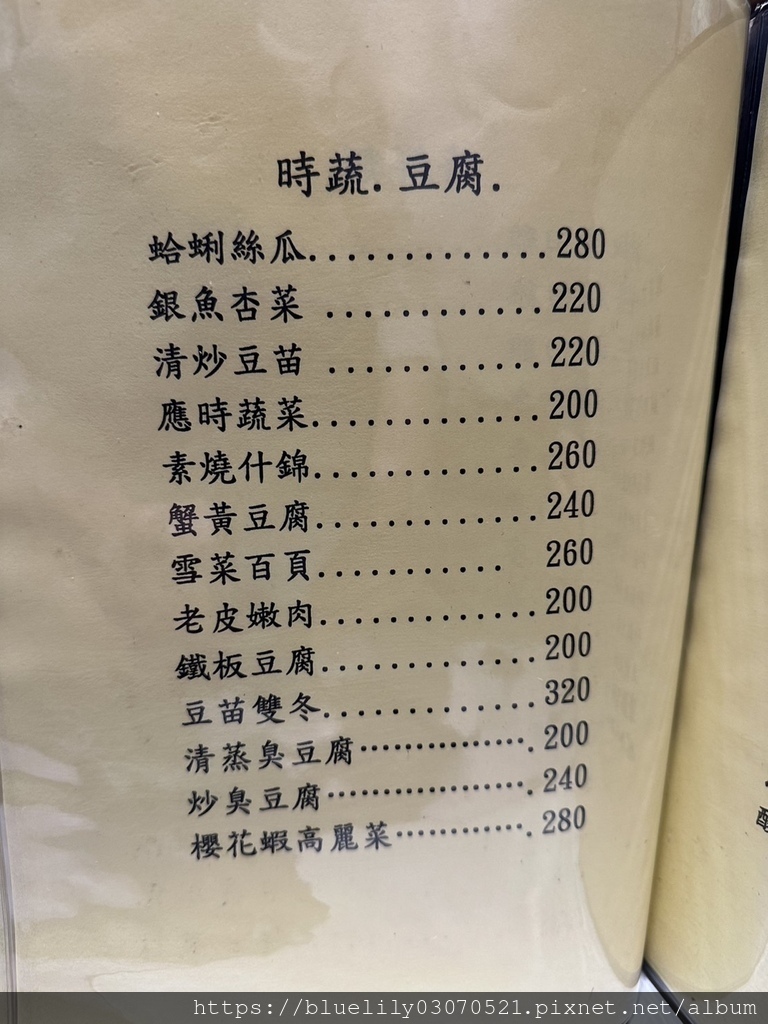 時蔬.豆腐.
蛤蜊絲瓜.............280
銀魚杏菜 ............220
清炒豆苗 ............220
應時蔬菜.............200
素燒什錦.............260
蟹黃豆腐.............240
雪菜百頁........... 260
老皮嫩肉.............200
鐵板豆腐.............200
豆苗雙冬.............320
清蒸臭豆腐················200
炒臭豆腐···················240
櫻花蝦高麗菜·············280
https://bluelily03070521.pixnet.net/album